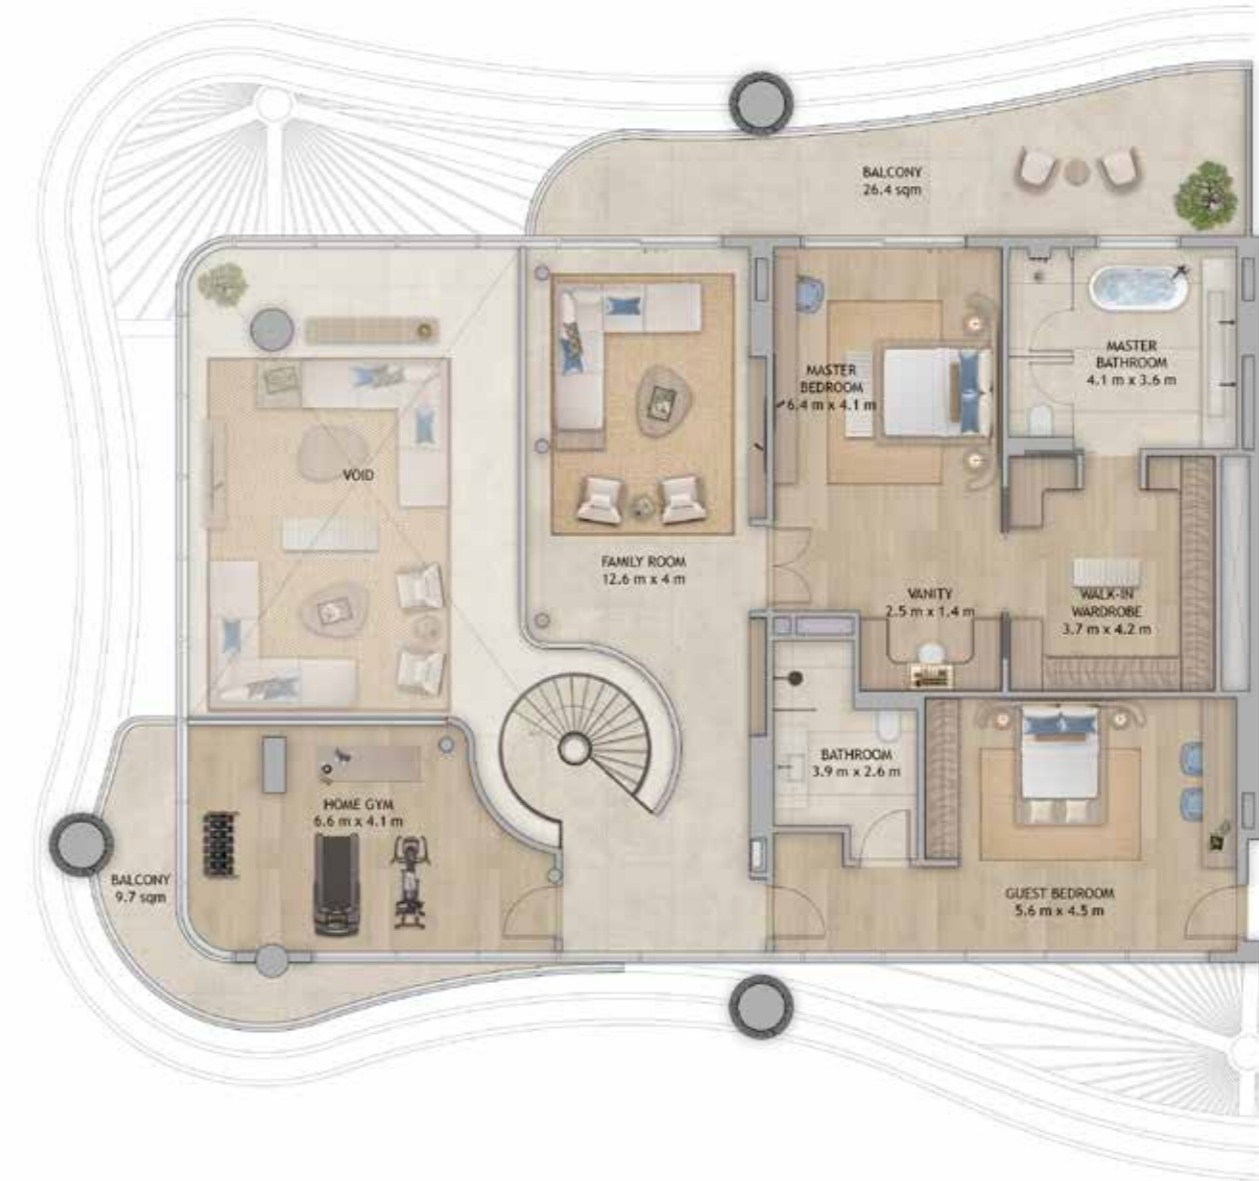 BALCONY
26.4 sqm
MASTER
BATHROOM
4.1 m x 3.6 m
MASTER
BEDROOM
6.4 m x 4.1 m
VOID
FAMILY ROOM
12.6 m x 4 m
VANITY
2.5 m x 1.4 m
WALK-IN
WARDROBE
3.7 m x 4.2 m
BATHROOM
3.9 m x 2.6 m
HOME GYM
6.6 m x 4.1 m
BALCONY
9.7 sqm
GUEST BEDROOM
5.6 m x 4.5 m